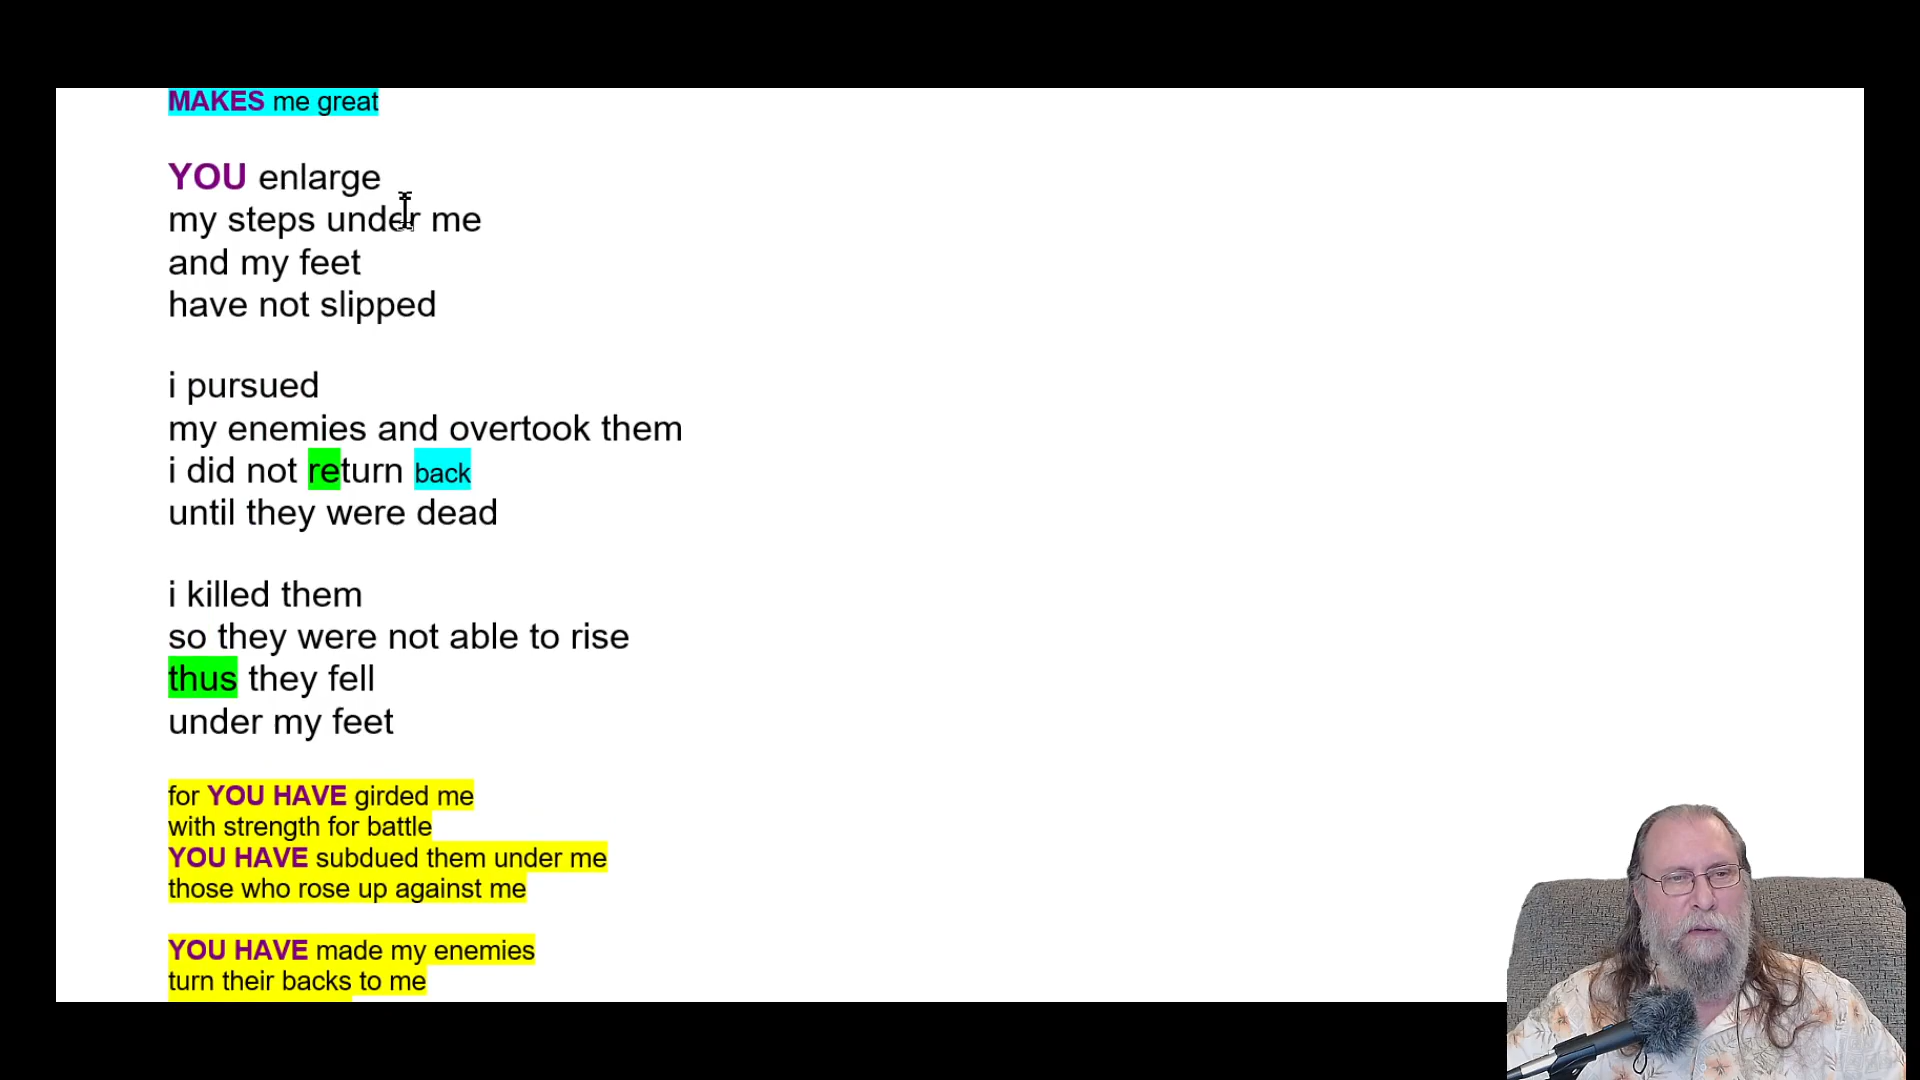 MAKES me great
YOU enlarge
my steps under me
and my feet
have not slipped
i pursued
my enemies and overtook them
i did not return back
until they were dead
i killed them
so they were not able to rise
thus they fell
under my feet
for YOU HAVE girded me
with strength for battle
YOU HAVE subdued them under me
those who rose up against me
YOU HAVE made my enemies
turn their backs to me